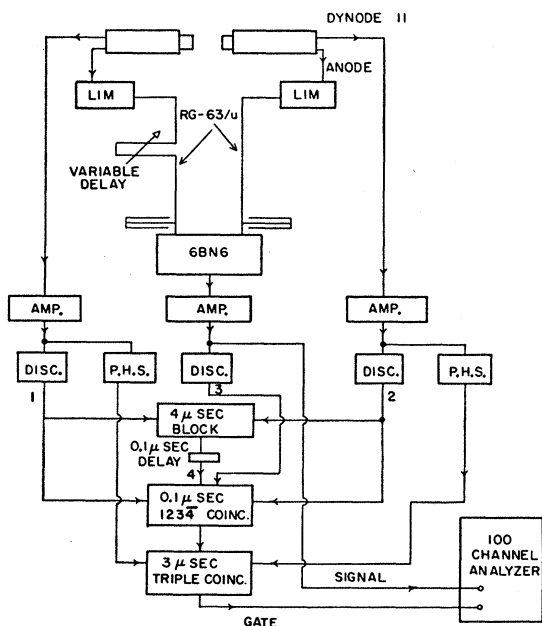 DYNODE 11
ANODE
LIM
LIM
RG-63/u
VARIABLE
DELAY
6BN6
AMP.
AMP.
AMP.
DISC.
P.H.S.
DISC.
DISC.
P.H.S.
1
3
2
4 μ SEC
BLOCK
0.1 μ SEC
DELAY
4
0.1 μ SEC
1234̅ COINC.
3 μ SEC
TRIPLE COINC.
SIGNAL
GATE
100
CHANNEL
ANALYZER